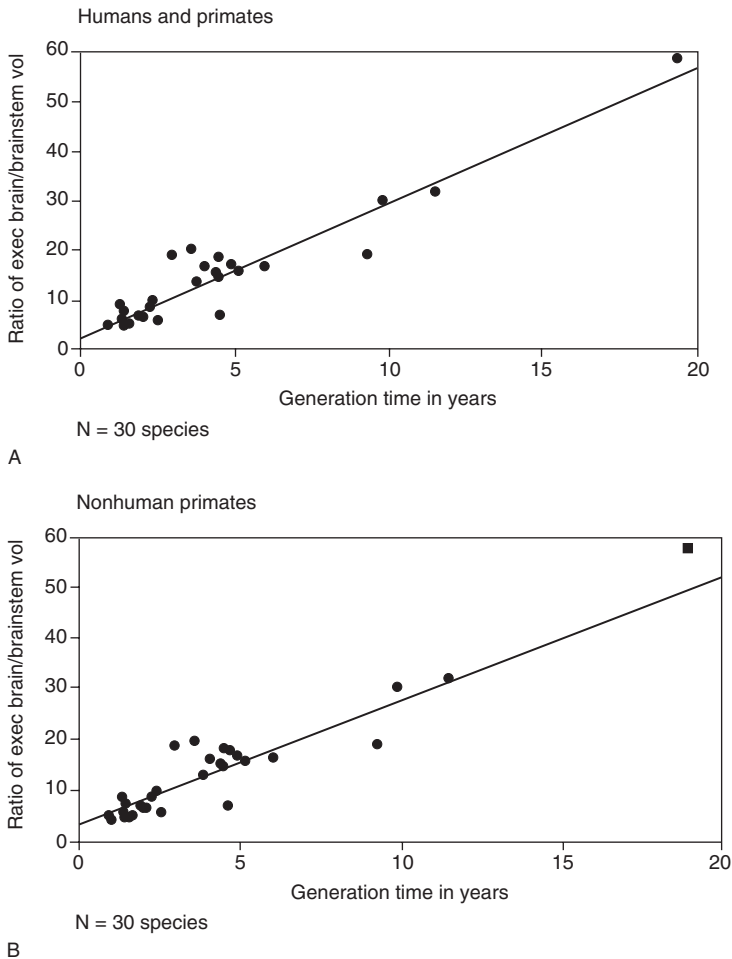 Humans and primates
Ratio of exec brain/brainstem vol
60
50
40
30
20
10
0
0 5 10 15 20
Generation time in years
N = 30 species
A
Nonhuman primates
Ratio of exec brain/brainstem vol
60
50
40
30
20
10
0
0 5 10 15 20
Generation time in years
N = 30 species
B